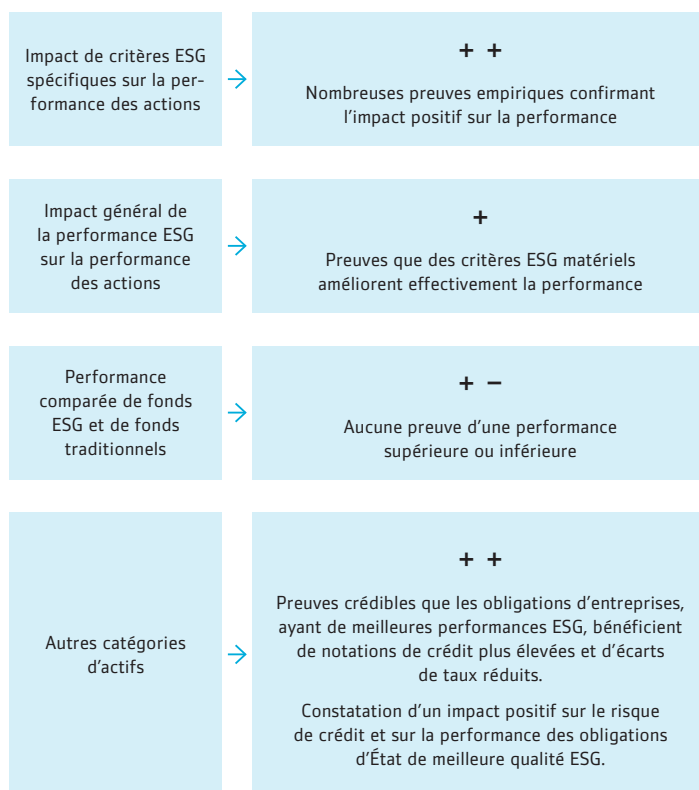 Impact de critères ESG
spécifiques sur la per-
formance des actions
+ +
Nombreuses preuves empiriques confirmant
l'impact positif sur la performance
Impact général de
la performance ESG
sur la performance
des actions
+
Preuves que des critères ESG matériels
améliorent effectivement la performance
Performance
comparée de fonds
ESG et de fonds
traditionnels
+ −
Aucune preuve d'une performance
supérieure ou inférieure
Autres catégories
d'actifs
+ +
Preuves crédibles que les obligations d'entreprises,
ayant de meilleures performances ESG, bénéficient
de notations de crédit plus élevées et d'écarts
de taux réduits.
Constatation d'un impact positif sur le risque
de crédit et sur la performance des obligations
d'État de meilleure qualité ESG.